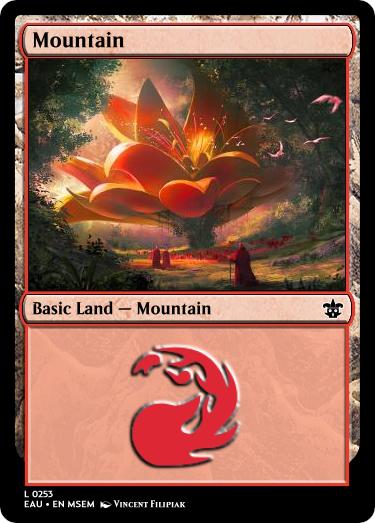 Mountain
Basic Land — Mountain
L 0253
EAU • EN MSEM Vincent Filipiak